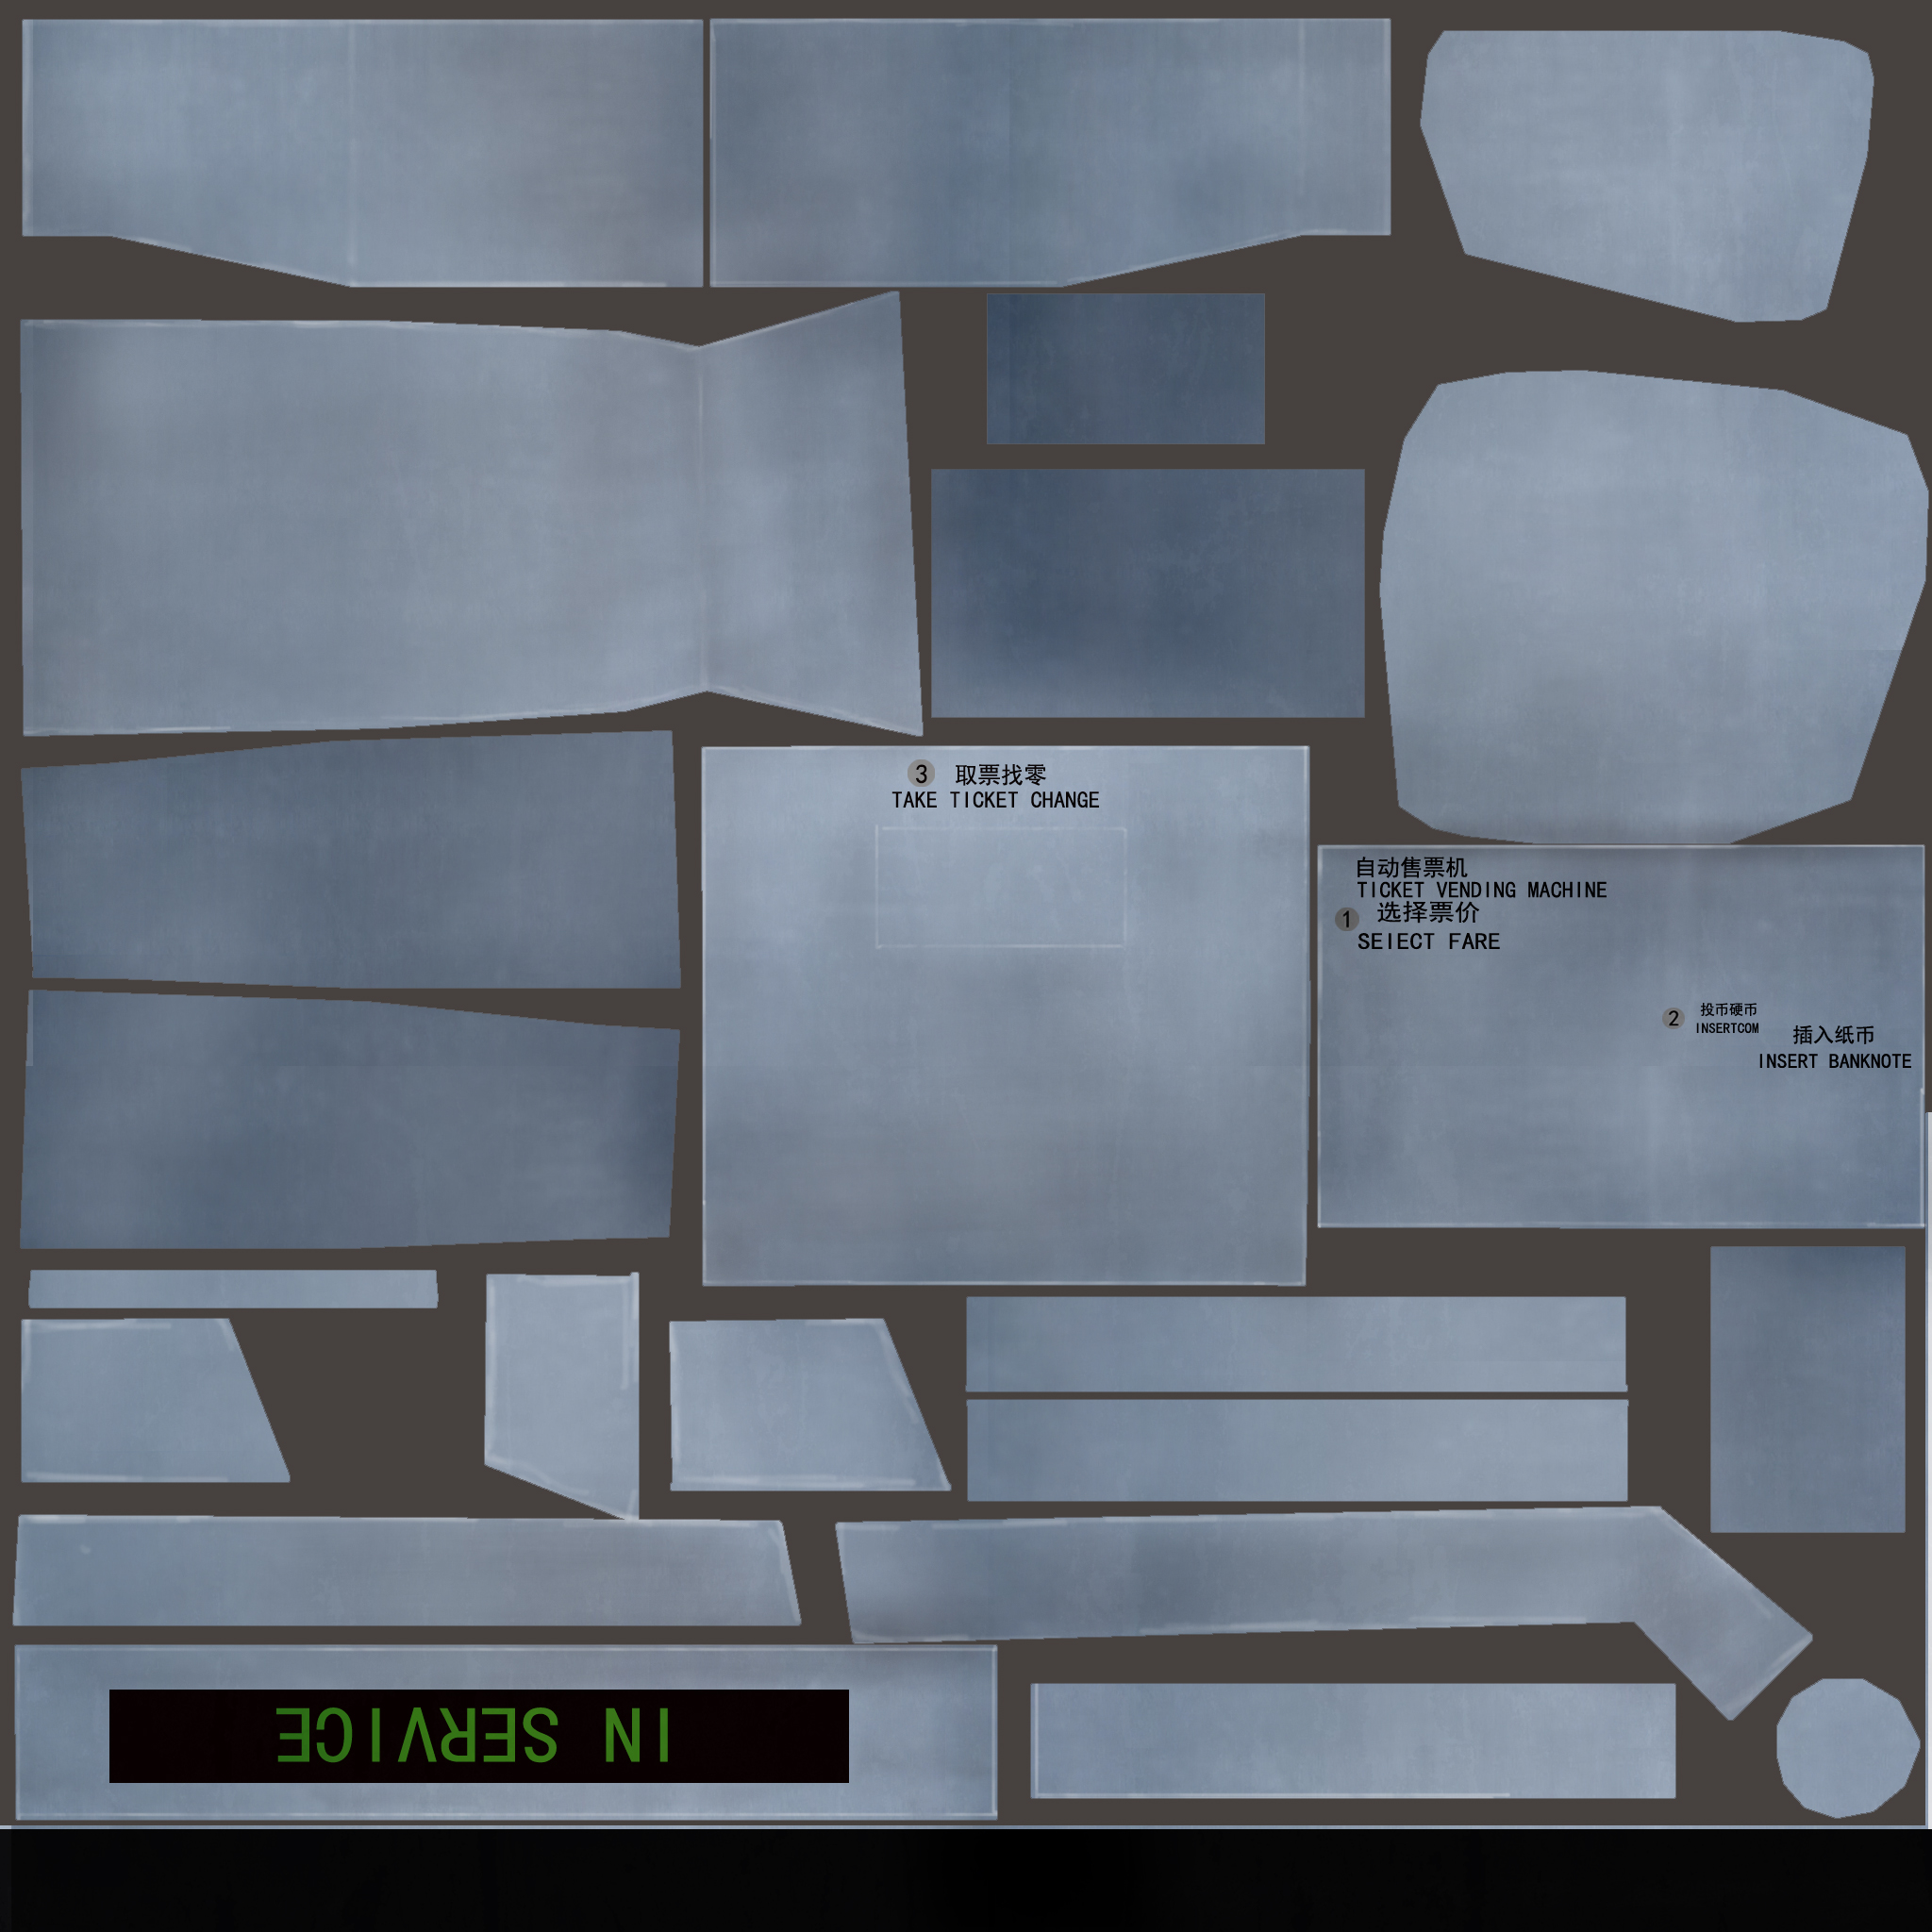 3 取票找零
TAKE TICKET CHANGE
自动售票机
TICKET VENDING MACHINE
1 选择票价
SEIECT FARE
2 投币硬币
INSERTCOM
插入纸币
INSERT BANKNOTE
IN SERVICE